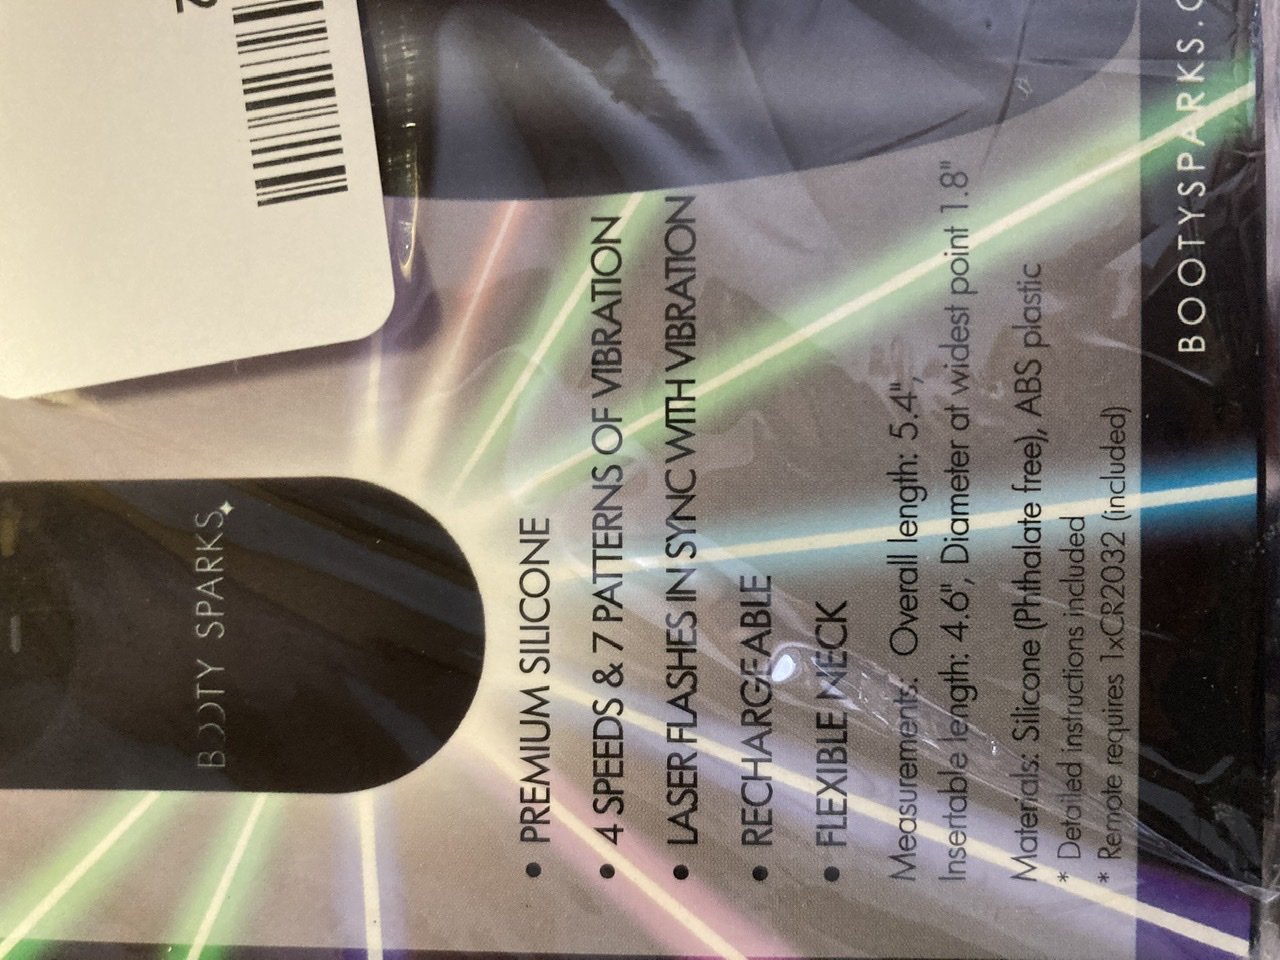 BOOTY SPARKS
• PREMIUM SILICONE
• 4 SPEEDS & 7 PATTERNS OF VIBRATION
• LASER FLASHES IN SYNC WITH VIBRATION
• RECHARGEABLE
• FLEXIBLE NECK
Measurements: Overall length: 5.4",
Insertable length: 4.6", Diameter at widest point 1.8"
Materials: Silicone (Phthalate free), ABS plastic
* Detailed instructions included
* Remote requires 1xCR2032 (included)
BOOTYSPARKS.C